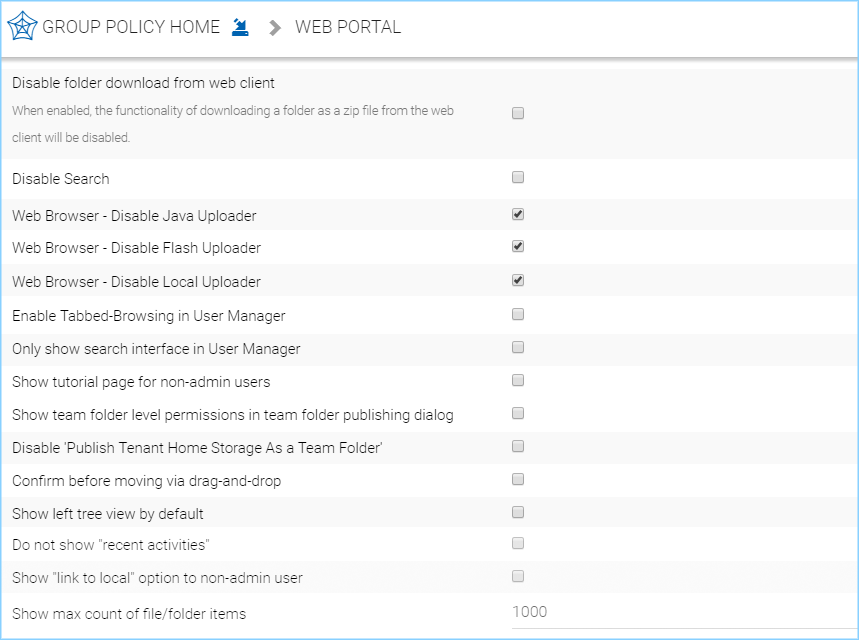 GROUP POLICY HOME WEB PORTAL
Disable folder download from web client
When enabled, the functionality of downloading a folder as a zip file from the web
client will be disabled.
Disable Search
Web Browser - Disable Java Uploader
Web Browser - Disable Flash Uploader
Web Browser - Disable Local Uploader
Enable Tabbed-Browsing in User Manager
Only show search interface in User Manager
Show tutorial page for non-admin users
Show team folder level permissions in team folder publishing dialog
Disable 'Publish Tenant Home Storage As a Team Folder'
Confirm before moving via drag-and-drop
Show left tree view by default
Do not show "recent activities"
Show "link to local" option to non-admin user
Show max count of file/folder items 1000